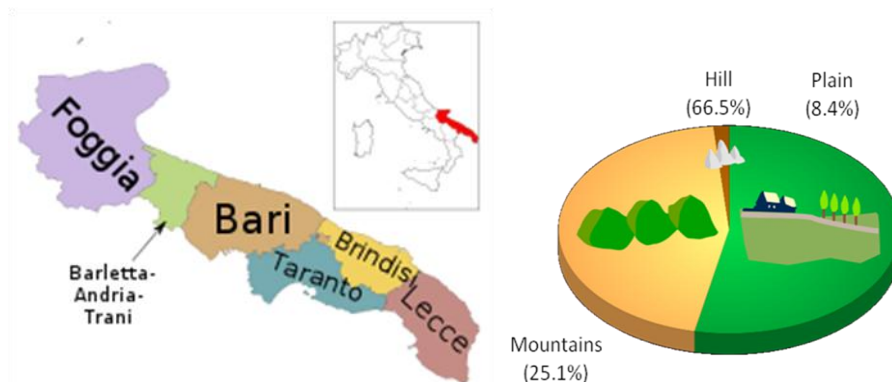 Foggia
Bari
Barletta-
Andria-
Trani
Taranto
Brindisi
Lecce
Hill
(66.5%)
Plain
(8.4%)
Mountains
(25.1%)